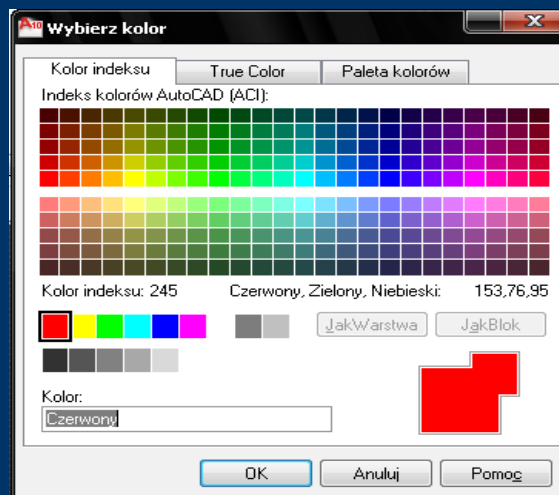 A10 Wybierz kolor
Kolor indeksu True Color Paleta kolorów
Indeks kolorów AutoCAD (ACI):
Kolor indeksu: 245 Czerwony, Zielony, Niebieski: 153,76,95
JakWarstwa JakBlok
Kolor:
Czerwony
OK Anuluj Pomoc